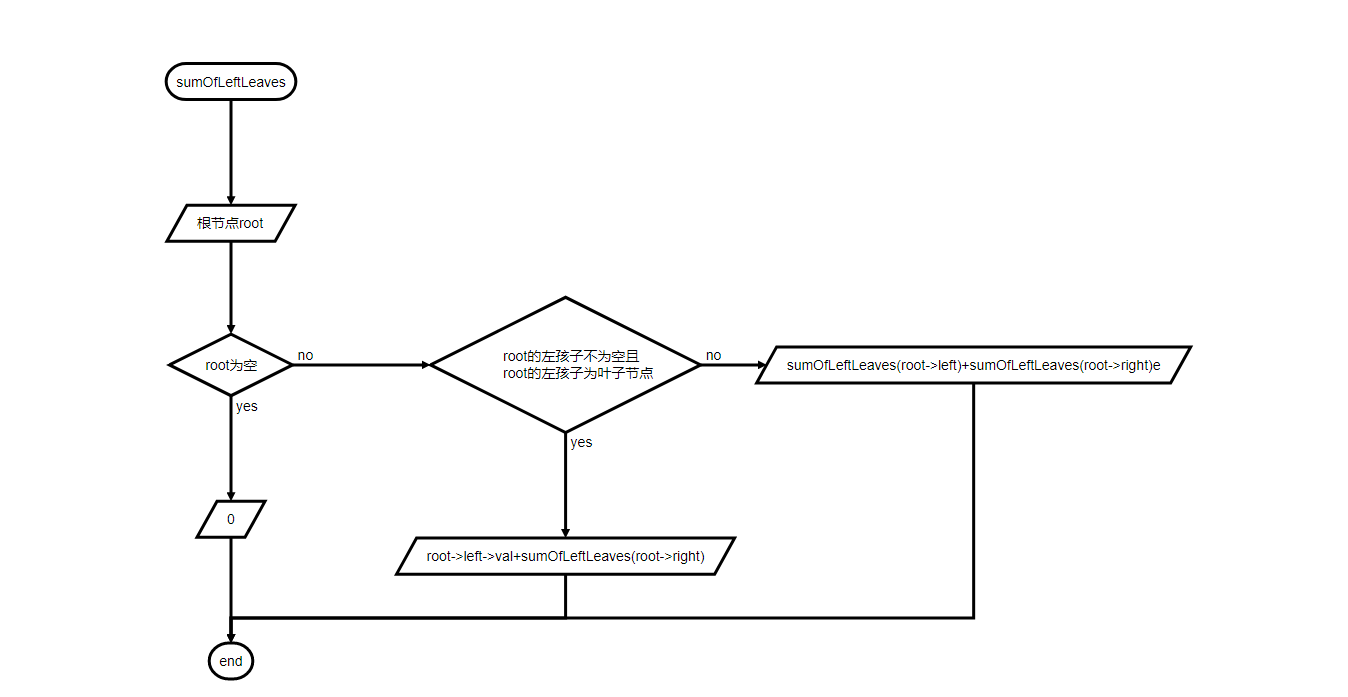 sumOfLeftLeaves
根节点root
root为空
no
root的左孩子不为空且
root的左孩子为叶子节点
no
sumOfLeftLeaves(root->left)+sumOfLeftLeaves(root->right)e
yes
yes
0
root->left->val+sumOfLeftLeaves(root->right)
end